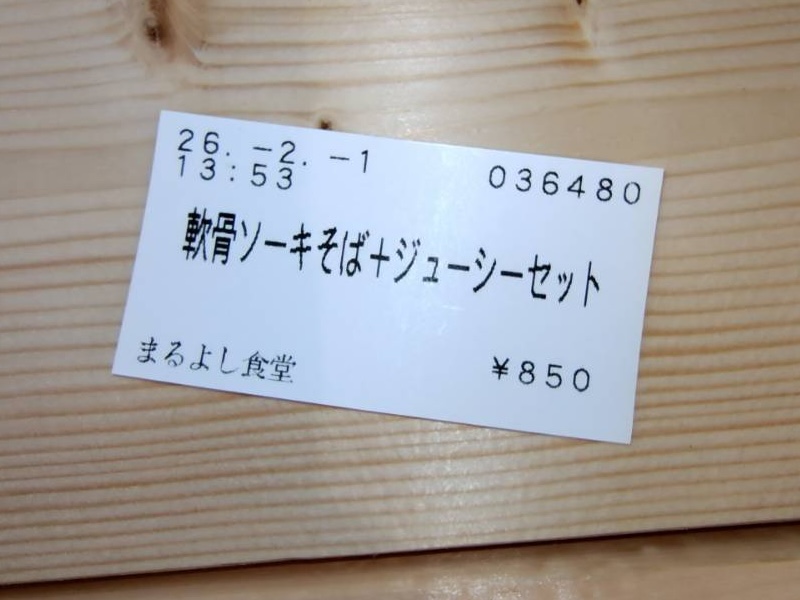 26. -2. -1
13:53
036480
軟骨ソーキそば+ジューシーセット
まるよし食堂
¥850